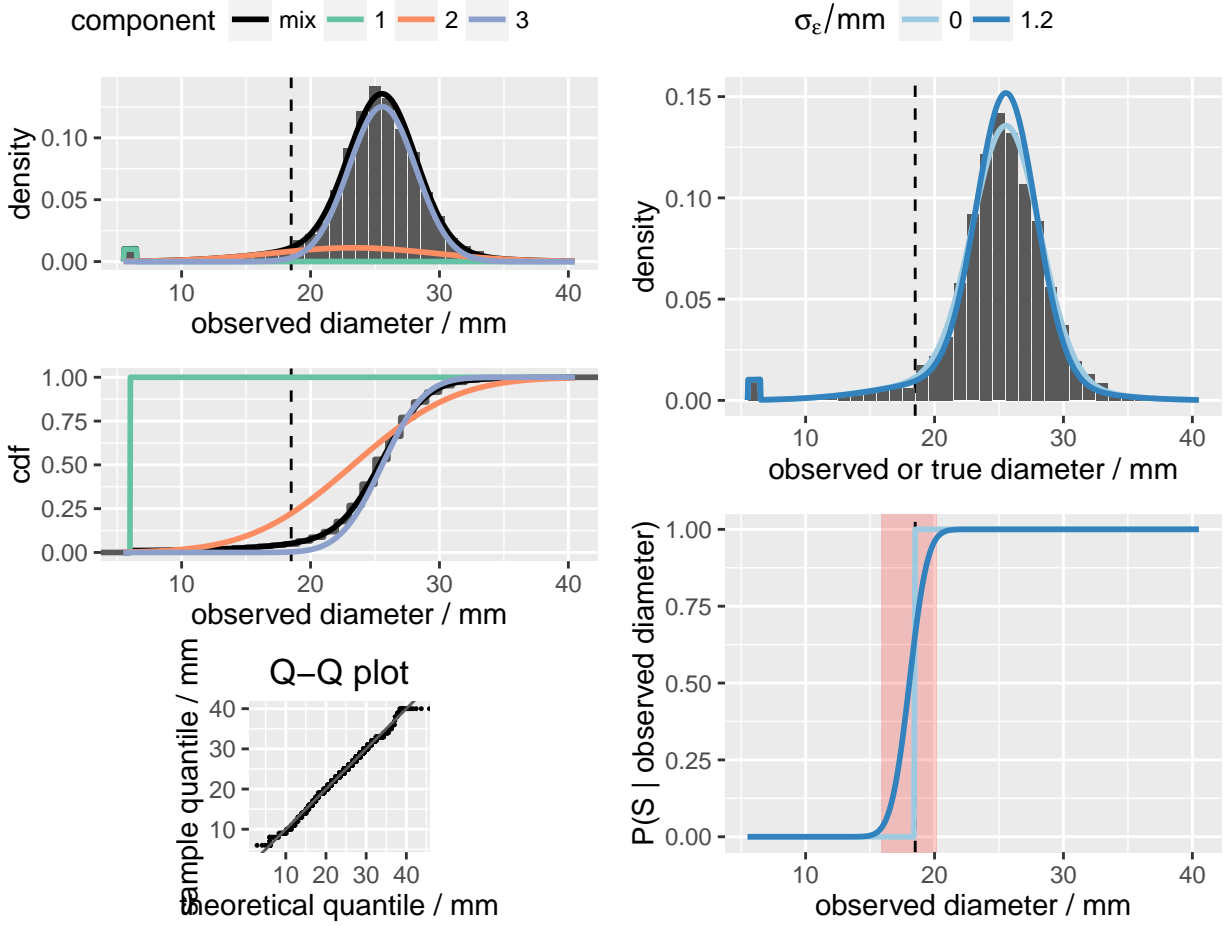 component mix 1 2 3
σε/mm 0 1.2
density
0.10
0.05
0.00
10 20 30 40
observed diameter / mm
cdf
1.00
0.75
0.50
0.25
0.00
10 20 30 40
observed diameter / mm
Q–Q plot
sample quantile / mm
40
30
20
10
10 20 30 40
theoretical quantile / mm
density
0.15
0.10
0.05
0.00
10 20 30 40
observed or true diameter / mm
P(S | observed diameter)
1.00
0.75
0.50
0.25
0.00
10 20 30 40
observed diameter / mm